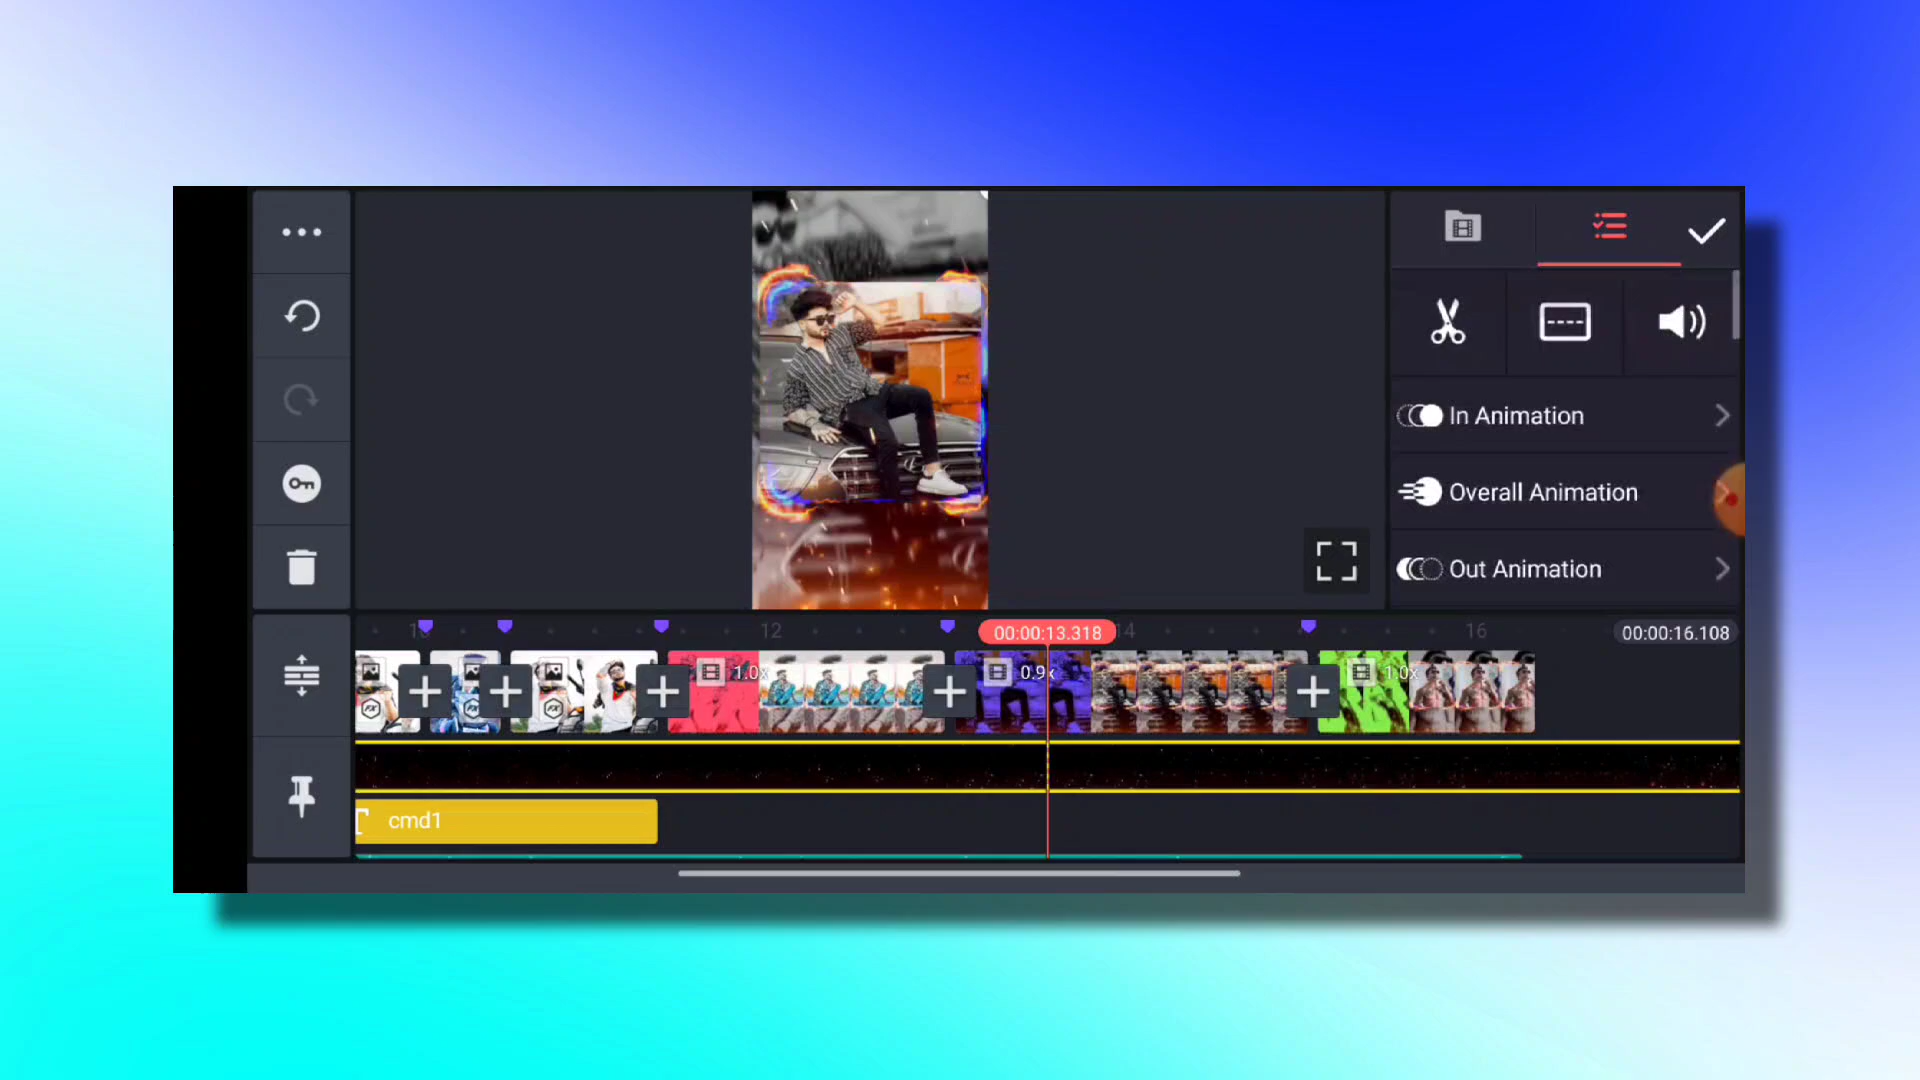 In Animation
Overall Animation
Out Animation
12
00:00:13.318
14
16
00:00:16.108
1.0x
0.9x
1.0x
cmd1